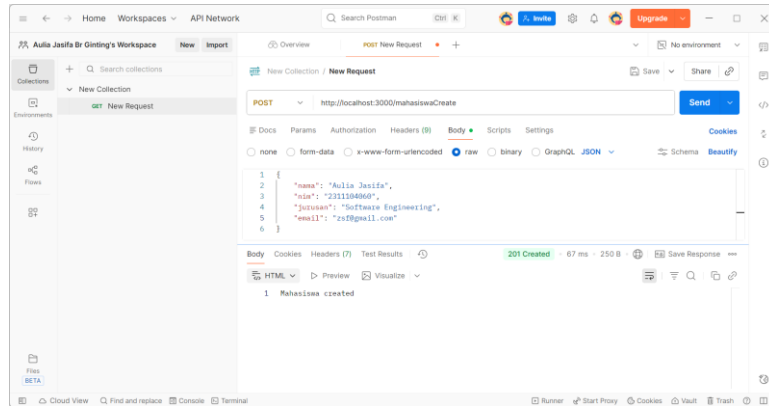 Home Workspaces API Network Search Postman Ctrl K Invite Upgrade
Aulia Jasifa Br Ginting's Workspace New Import Overview POST New Request No environment
Collections Search collections New Collection / New Request Save Share
New Collection
GET New Request POST http://localhost:3000/mahasiswaCreate Send
Environments
Docs Params Authorization Headers (9) Body Scripts Settings Cookies
History none form-data x-www-form-urlencoded raw binary GraphQL JSON Schema Beautify
Flows
1 {
2 "nama": "Aulia Jasifa",
3 "nim": "2311104060",
4 "jurusan": "Software Engineering",
5 "email": "zsf@gmail.com"
6 }
Body Cookies Headers (7) Test Results 201 Created 67 ms 250 B Save Response
HTML Preview Visualize
1 Mahasiswa created
Files
BETA
Cloud View Find and replace Console Terminal Runner Start Proxy Cookies Vault Trash